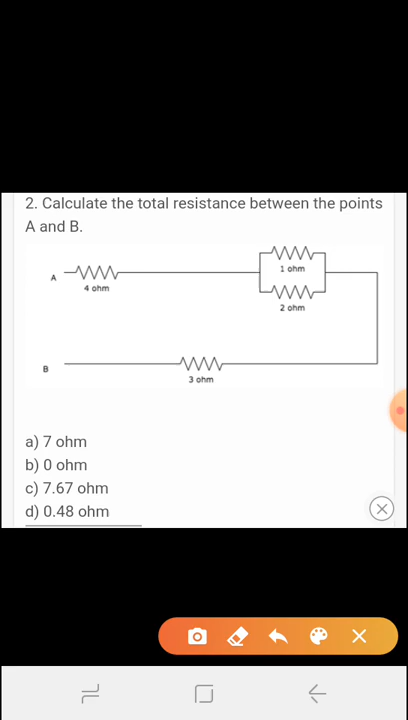 2. Calculate the total resistance between the points
A and B.
1 ohm
A
4 ohm
2 ohm
B
3 ohm
a) 7 ohm
b) 0 ohm
c) 7.67 ohm
d) 0.48 ohm